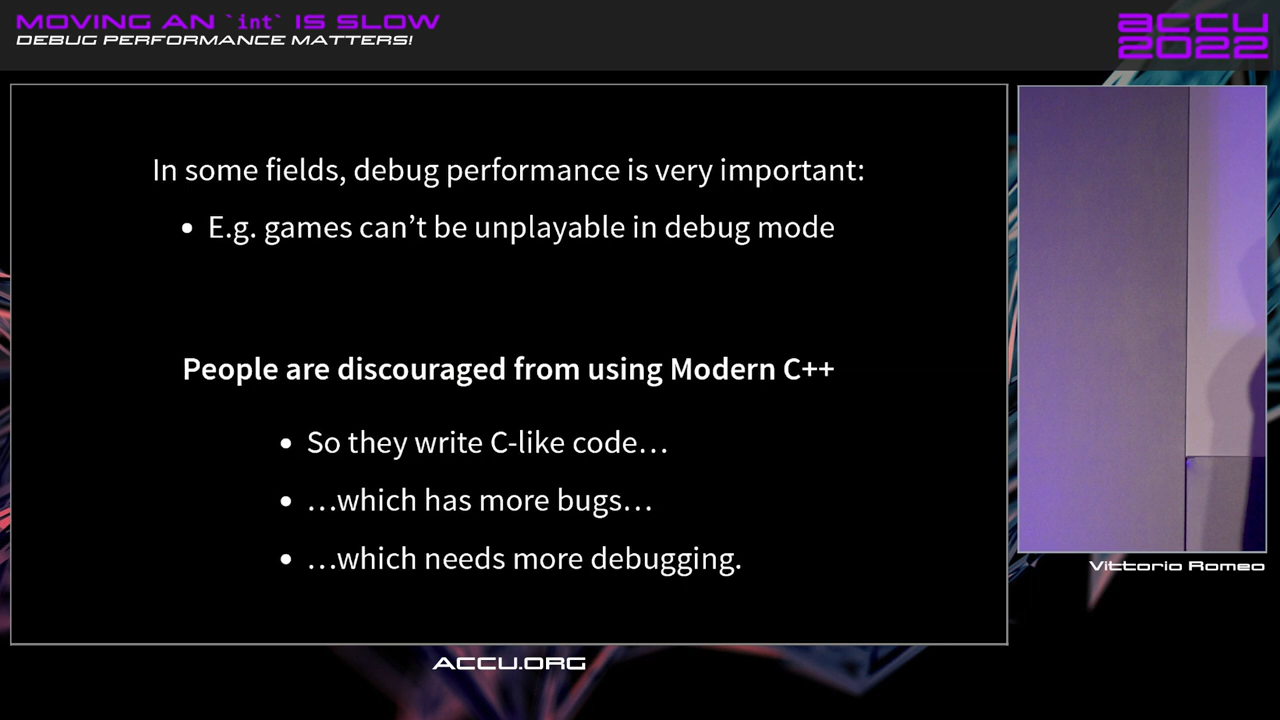 MOVING AN `int` IS SLOW
DEBUG PERFORMANCE MATTERS!
accu
2022
In some fields, debug performance is very important:
• E.g. games can’t be unplayable in debug mode
People are discouraged from using Modern C++
• So they write C-like code…
• …which has more bugs…
• …which needs more debugging.
Vittorio Romeo
ACCU.ORG